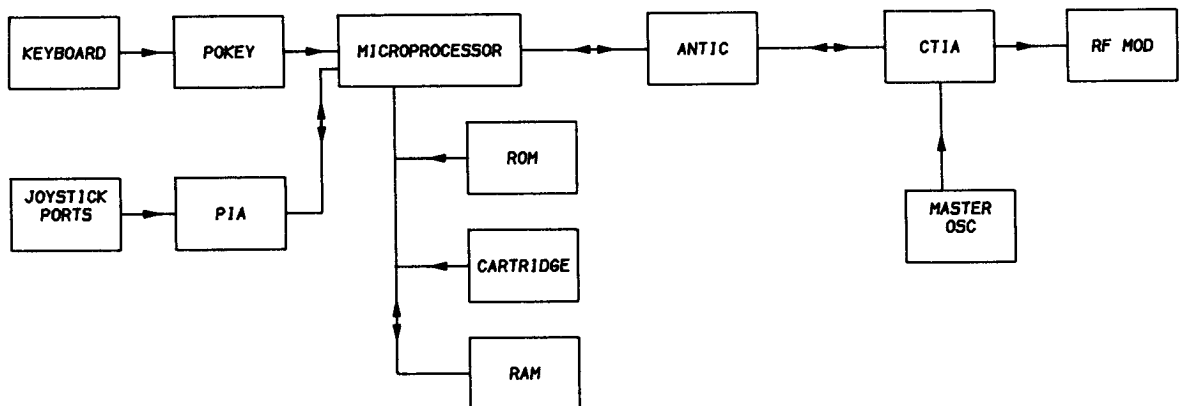 KEYBOARD
POKEY
MICROPROCESSOR
ANTIC
CTIA
RF MOD
ROM
JOYSTICK
PORTS
PIA
MASTER
OSC
CARTRIDGE
RAM